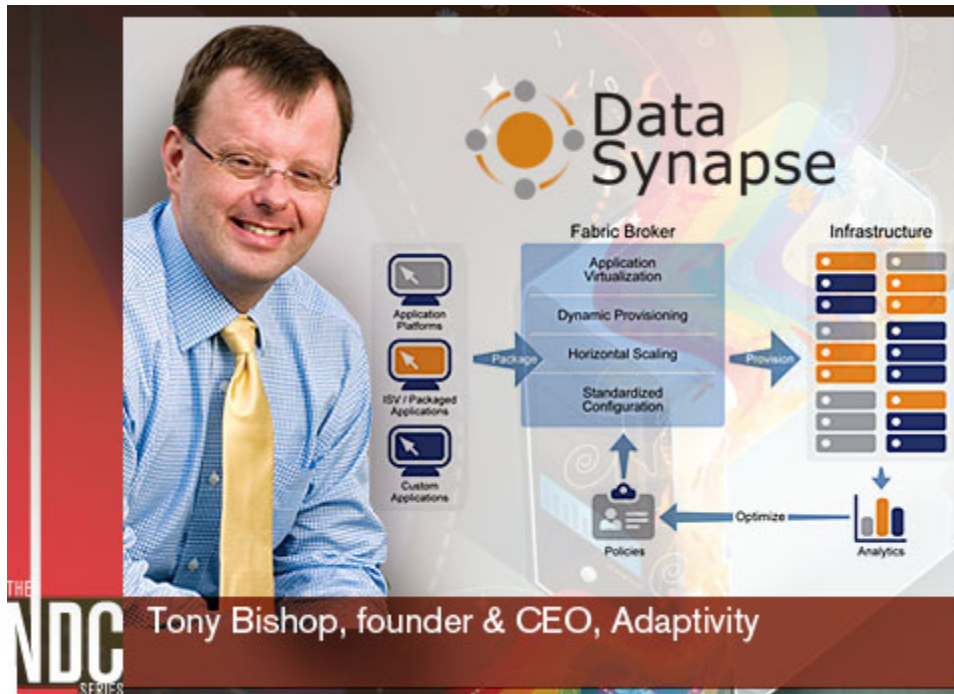 Data
Synapse
Fabric Broker
Infrastructure
Application
Virtualization
Dynamic Provisioning
Horizontal Scaling
Standardized
Configuration
Application
Platforms
ISV / Packaged
Applications
Custom
Applications
Package
Provision
Optimize
Policies
Analytics
THE
NDC
SERIES
Tony Bishop, founder & CEO, Adaptivity